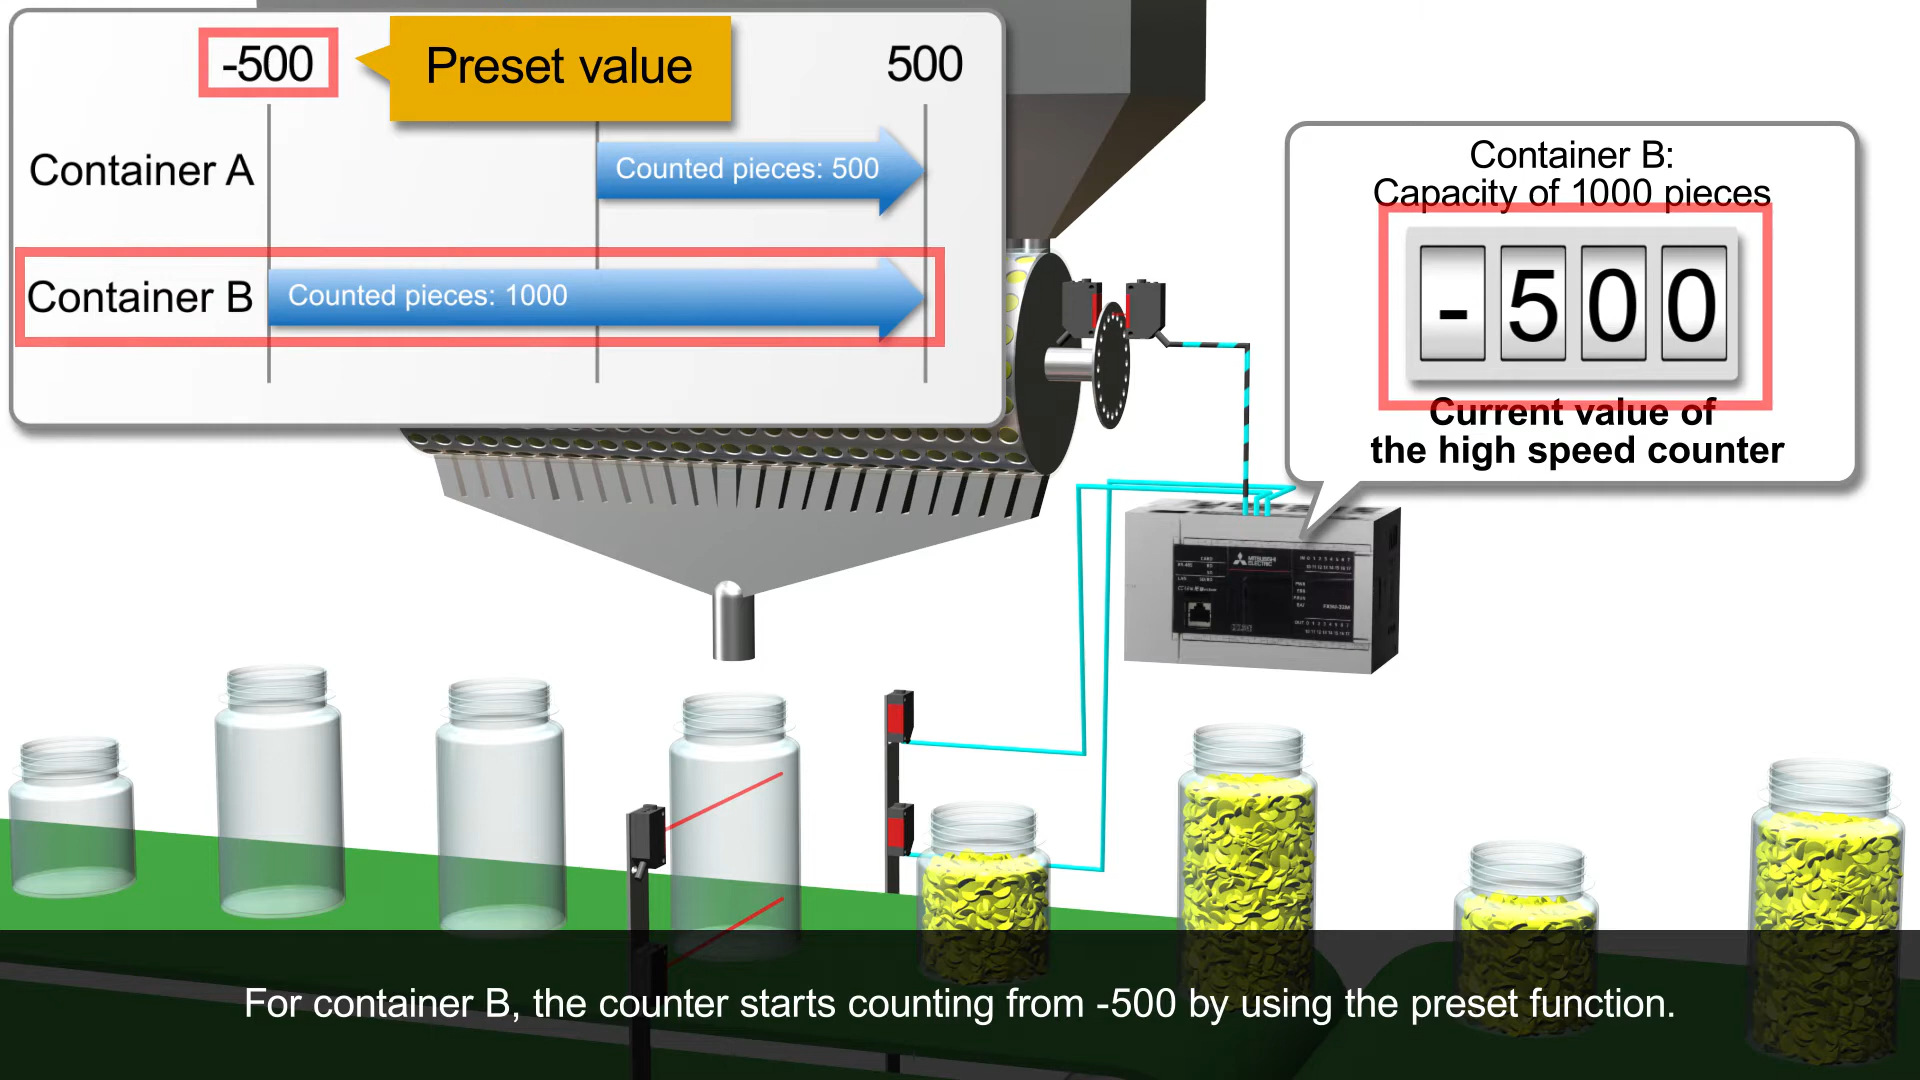 -500
Preset value
500
Container A
Counted pieces: 500
Container B
Counted pieces: 1000
Container B:
Capacity of 1000 pieces
-500
Current value of
the high speed counter
MITSUBISHI
ELECTRIC
For container B, the counter starts counting from -500 by using the preset function.